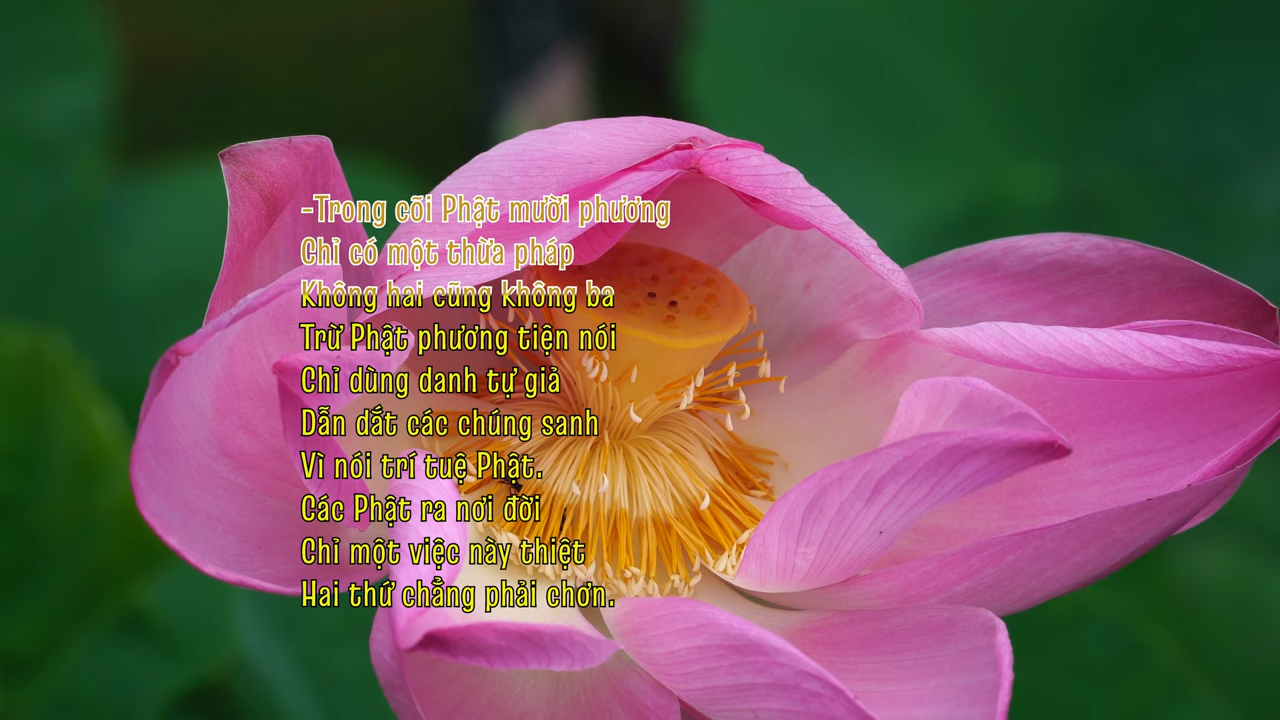 -Trong cõi Phật mười phương
Chỉ có một thừa pháp
Không hai cũng không ba
Trừ Phật phương tiện nói
Chỉ dùng danh tự giả
Dẫn dắt các chúng sanh
Vì nói trí tuệ Phật.
Các Phật ra nơi đời
Chỉ một việc này thiệt
Hai thứ chẳng phải chơn.